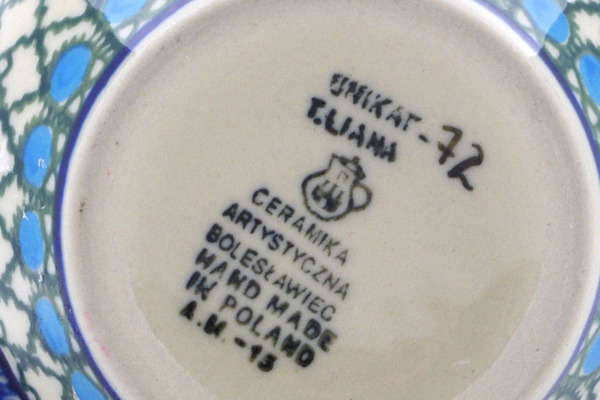 UNIKAT-72
T.LIANA
CERAMIKA
ARTYSTYCZNA
BOLESŁAWIEC
HAND MADE
IN POLAND
A.M. -15